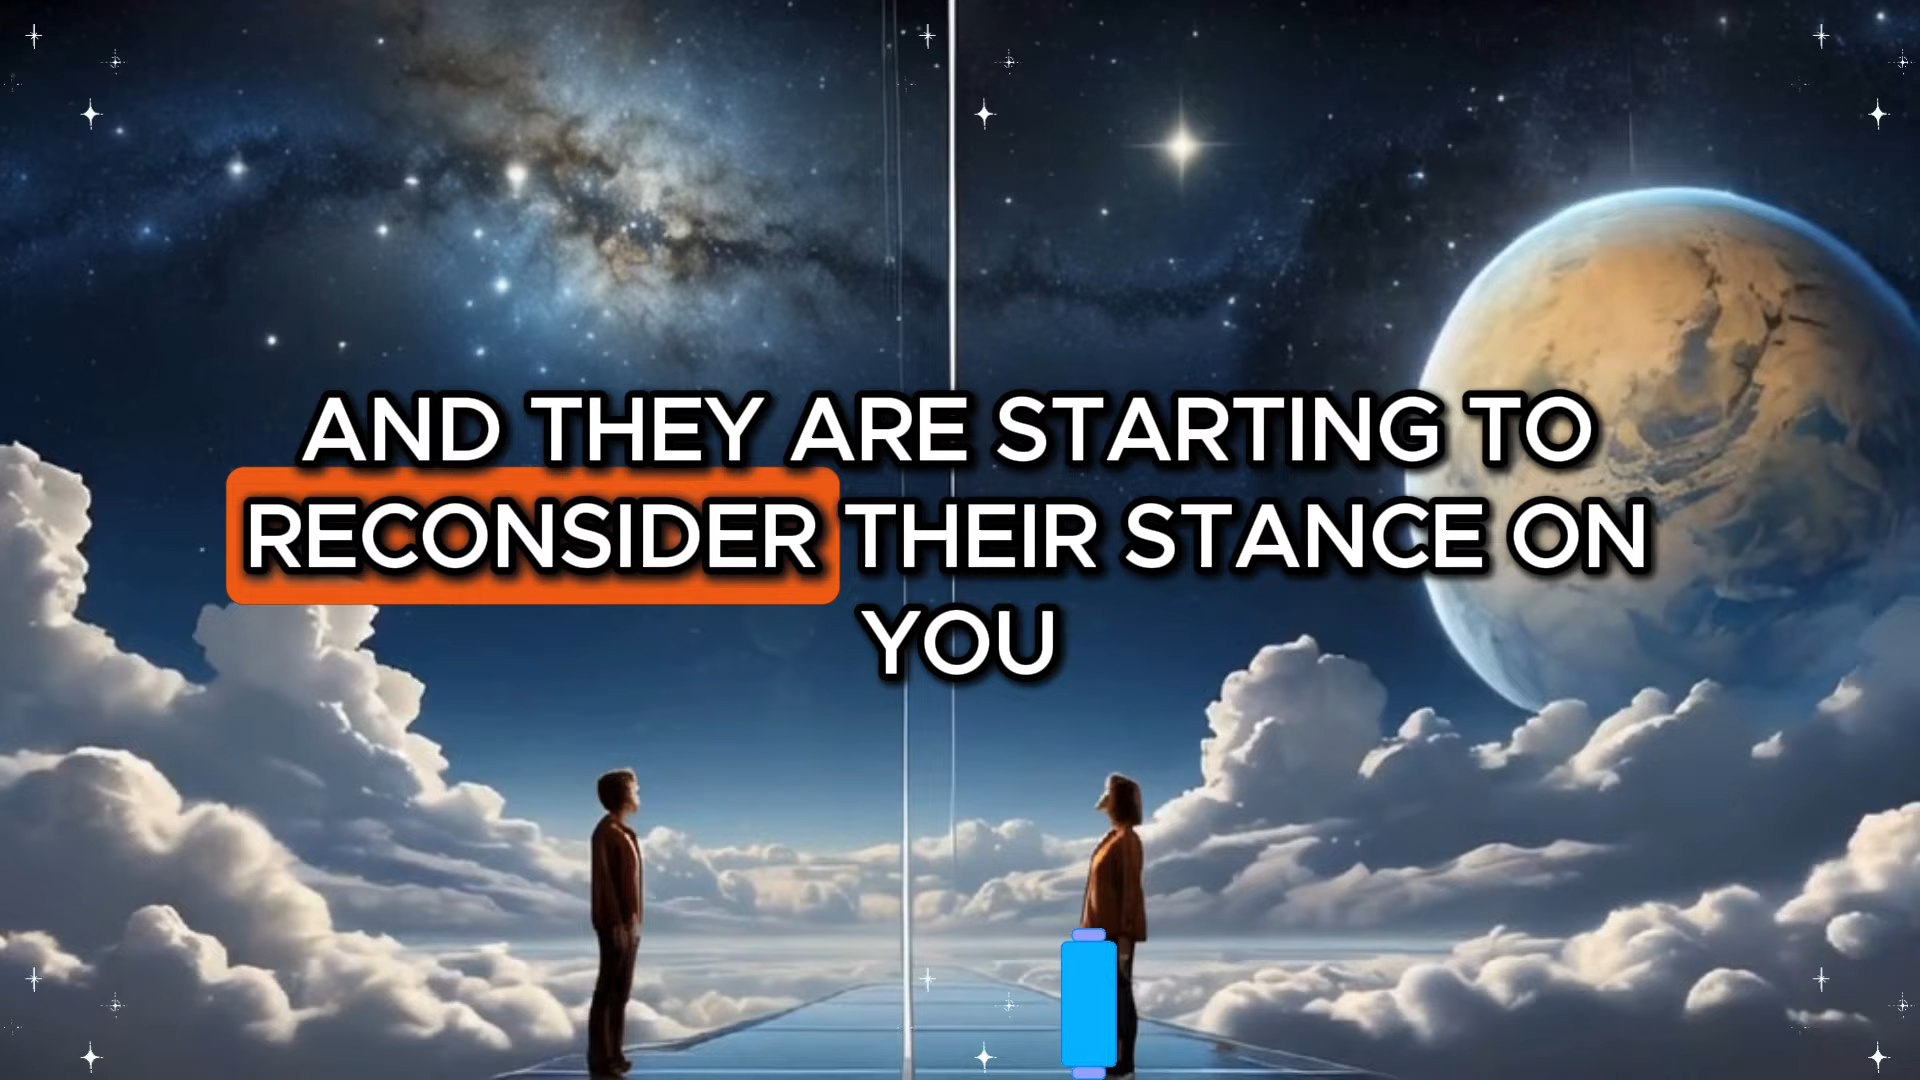 AND THEY ARE STARTING TO
RECONSIDER THEIR STANCE ON
YOU